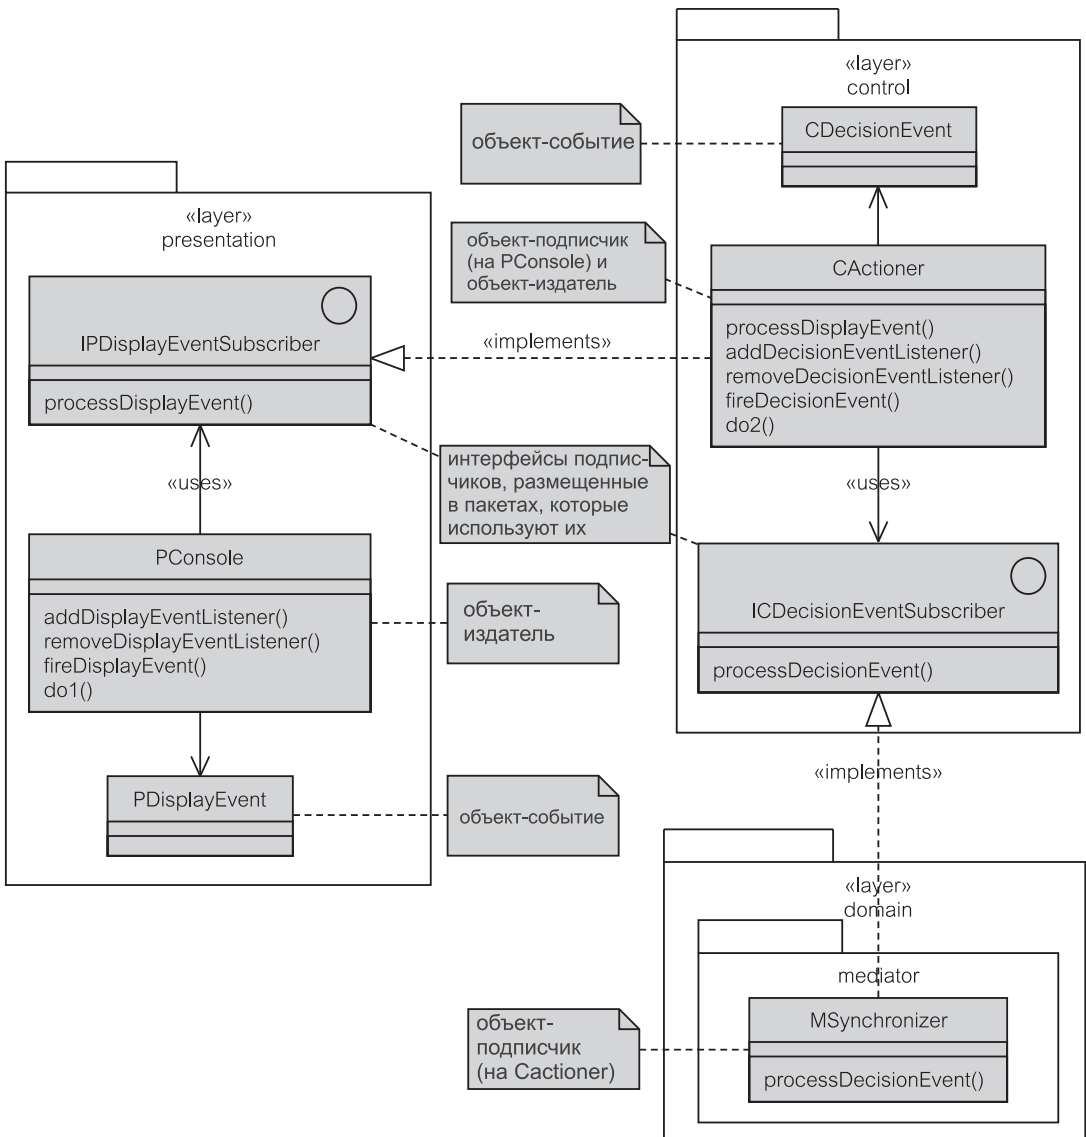 «layer»
presentation
IPDisplayEventSubscriber
processDisplayEvent()
«uses»
PConsole
addDisplayEventListener()
removeDisplayEventListener()
fireDisplayEvent()
do1()
PDisplayEvent
объект-событие
объект-подписчик
(на PConsole) и
объект-издатель
«implements»
интерфейсы подпис-
чиков, размещенные
в пакетах, которые
используют их
объект-
издатель
объект-событие
«layer»
control
CDecisionEvent
CActioner
processDisplayEvent()
addDecisionEventListener()
removeDecisionEventListener()
fireDecisionEvent()
do2()
«uses»
ICDecisionEventSubscriber
processDecisionEvent()
«implements»
«layer»
domain
mediator
MSynchronizer
processDecisionEvent()
объект-
подписчик
(на Cactioner)